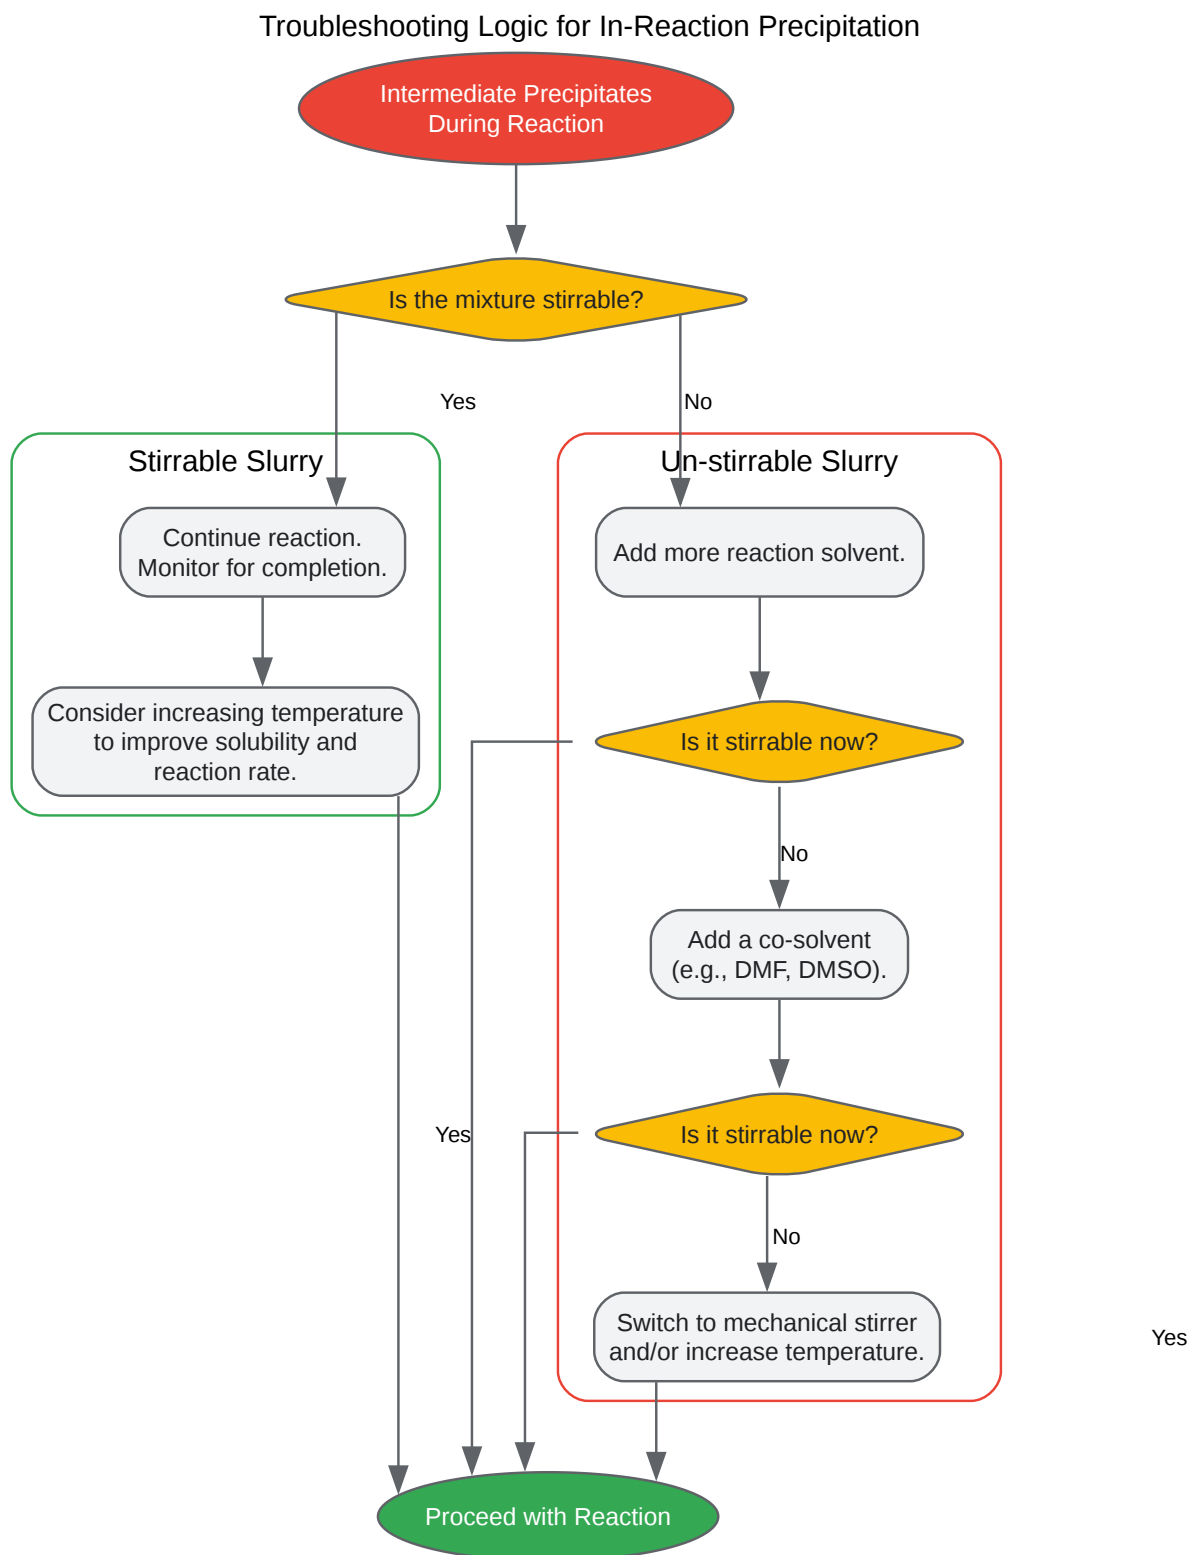 Troubleshooting Logic for In-Reaction Precipitation
Intermediate Precipitates
During Reaction
Is the mixture stirrable?
Yes
No
Stirrable Slurry
Un-stirrable Slurry
Continue reaction.
Monitor for completion.
Add more reaction solvent.
Consider increasing temperature
to improve solubility and
reaction rate.
Is it stirrable now?
No
Add a co-solvent
(e.g., DMF, DMSO).
Yes
Is it stirrable now?
No
Switch to mechanical stirrer
and/or increase temperature.
Yes
Proceed with Reaction